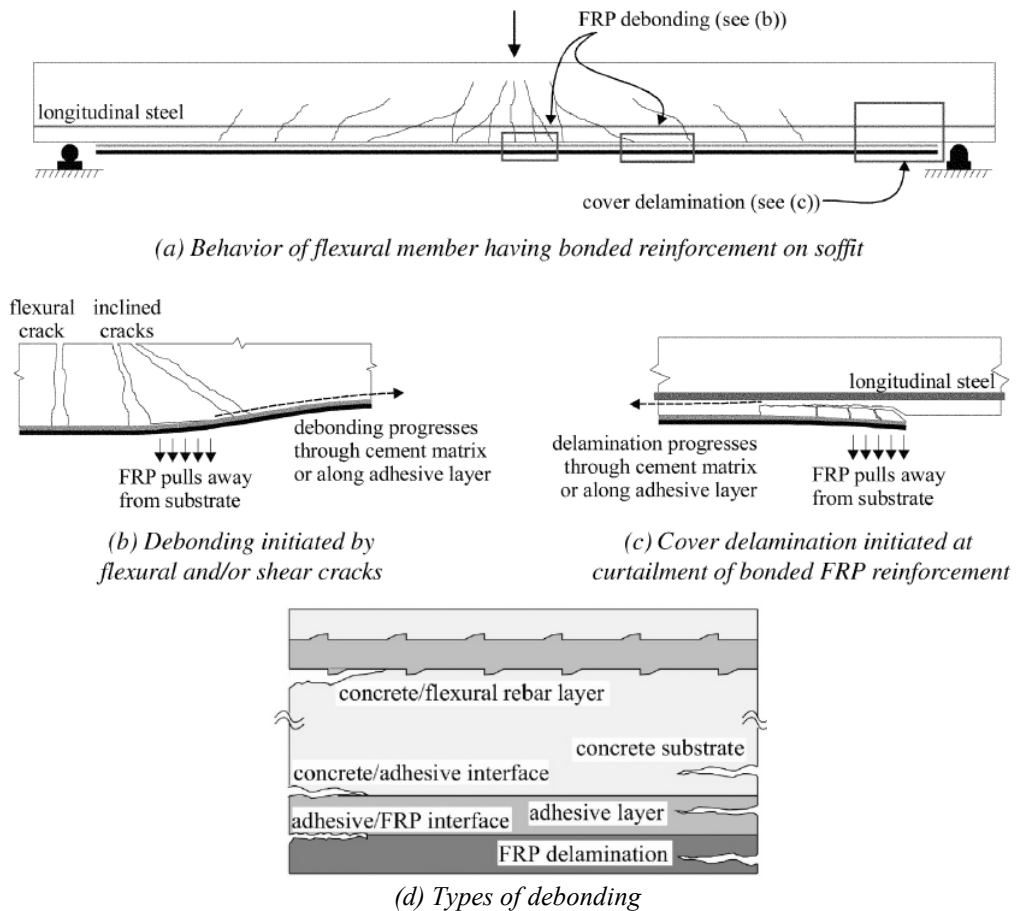 FRP debonding (see (b))
longitudinal steel
cover delamination (see (c))
(a) Behavior of flexural member having bonded reinforcement on soffit
flexural
crack
inclined
cracks
debonding progresses
through cement matrix
or along adhesive layer
FRP pulls away
from substrate
(b) Debonding initiated by
flexural and/or shear cracks
longitudinal steel
delamination progresses
through cement matrix
or along adhesive layer
FRP pulls away
from substrate
(c) Cover delamination initiated at
curtailment of bonded FRP reinforcement
concrete/flexural rebar layer
concrete substrate
concrete/adhesive interface
adhesive layer
adhesive/FRP interface
FRP delamination
(d) Types of debonding